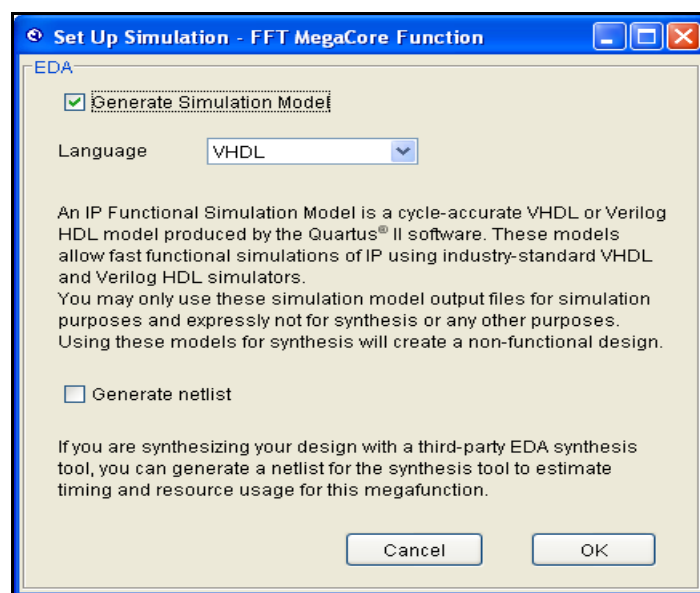 Set Up Simulation - FFT MegaCore Function
EDA
Generate Simulation Model
Language VHDL
An IP Functional Simulation Model is a cycle-accurate VHDL or Verilog
HDL model produced by the Quartus® II software. These models
allow fast functional simulations of IP using industry-standard VHDL
and Verilog HDL simulators.
You may only use these simulation model output files for simulation
purposes and expressly not for synthesis or any other purposes.
Using these models for synthesis will create a non-functional design.
Generate netlist
If you are synthesizing your design with a third-party EDA synthesis
tool, you can generate a netlist for the synthesis tool to estimate
timing and resource usage for this megafunction.
Cancel OK